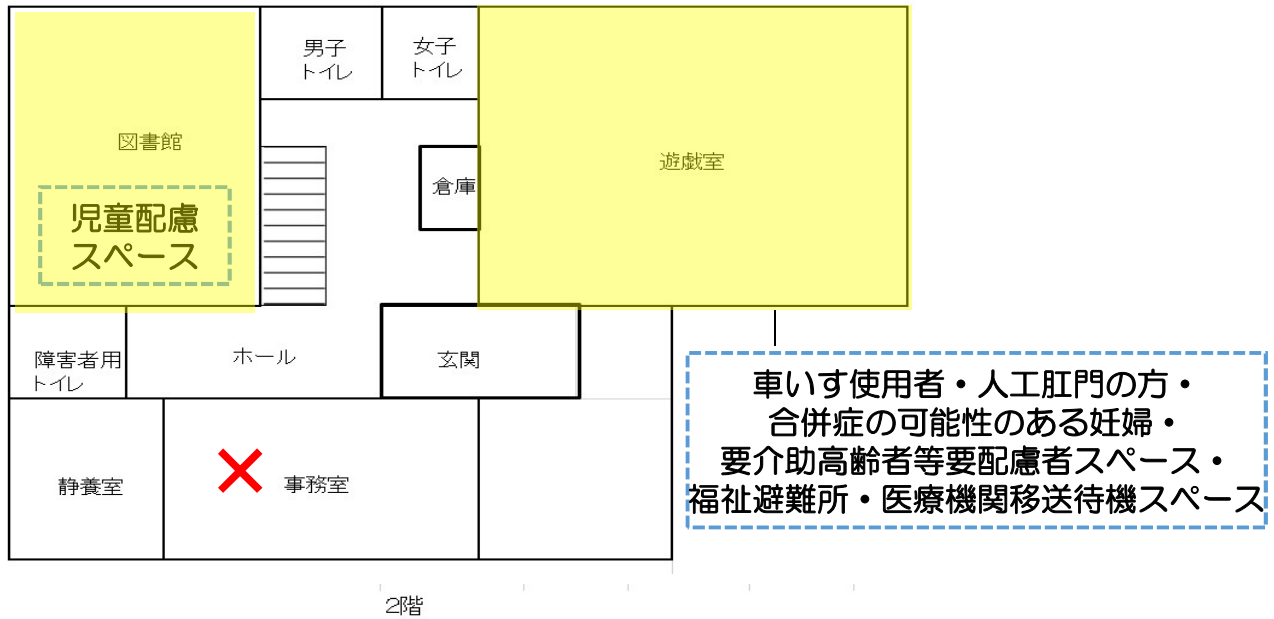 男子
トイレ
女子
トイレ
図書館
遊戯室
倉庫
児童配慮
スペース
障害者用
トイレ
ホール
玄関
車いす使用者・人工肛門の方・
合併症の可能性のある妊婦・
要介助高齢者等要配慮者スペース・
福祉避難所・医療機関移送待機スペース
静養室
事務室
2階